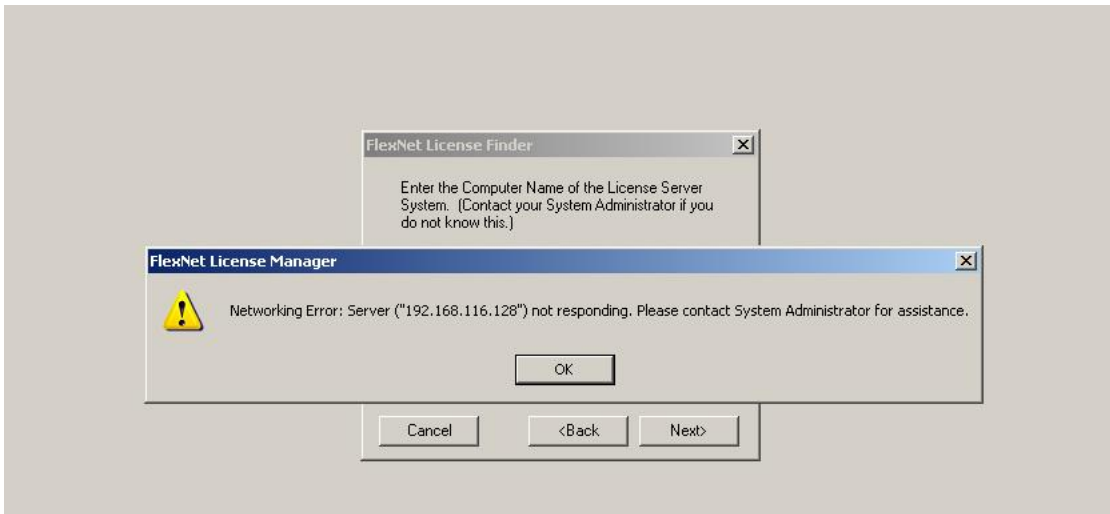 FlexNet License Finder
Enter the Computer Name of the License Server
System. (Contact your System Administrator if you
do not know this.)
FlexNet License Manager
Networking Error: Server ("192.168.116.128") not responding. Please contact System Administrator for assistance.
OK
Cancel <Back Next>